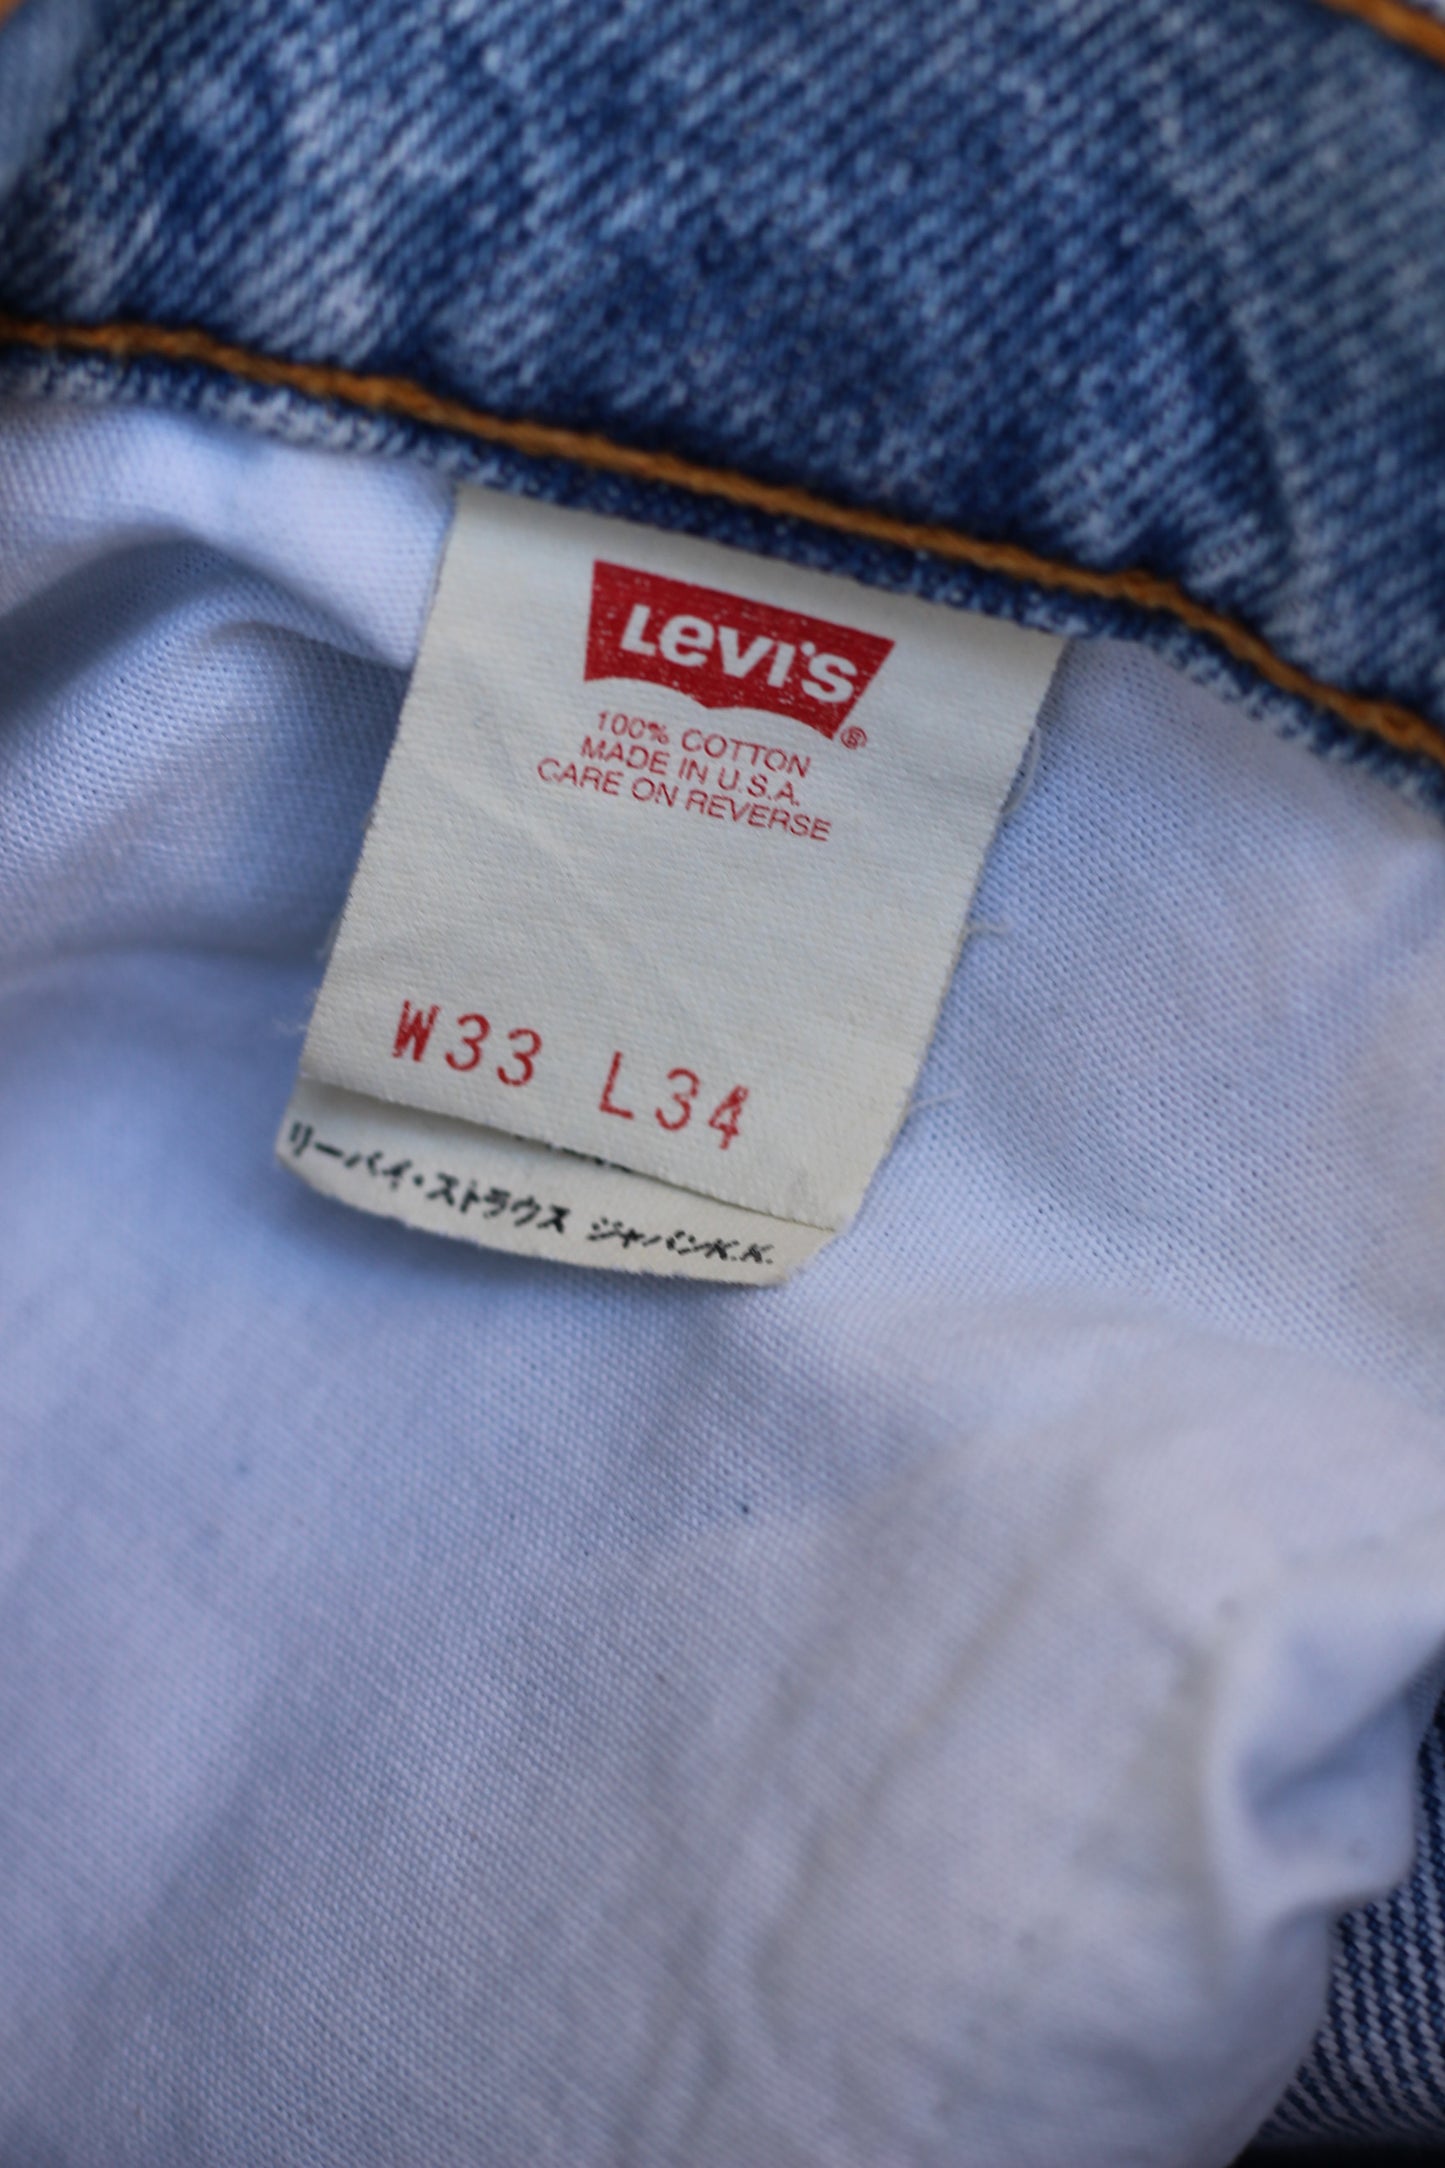 Levi's®
100% COTTON
MADE IN U.S.A.
CARE ON REVERSE
W33 L34
リーバイ・ストラウス ジャパンK.K.